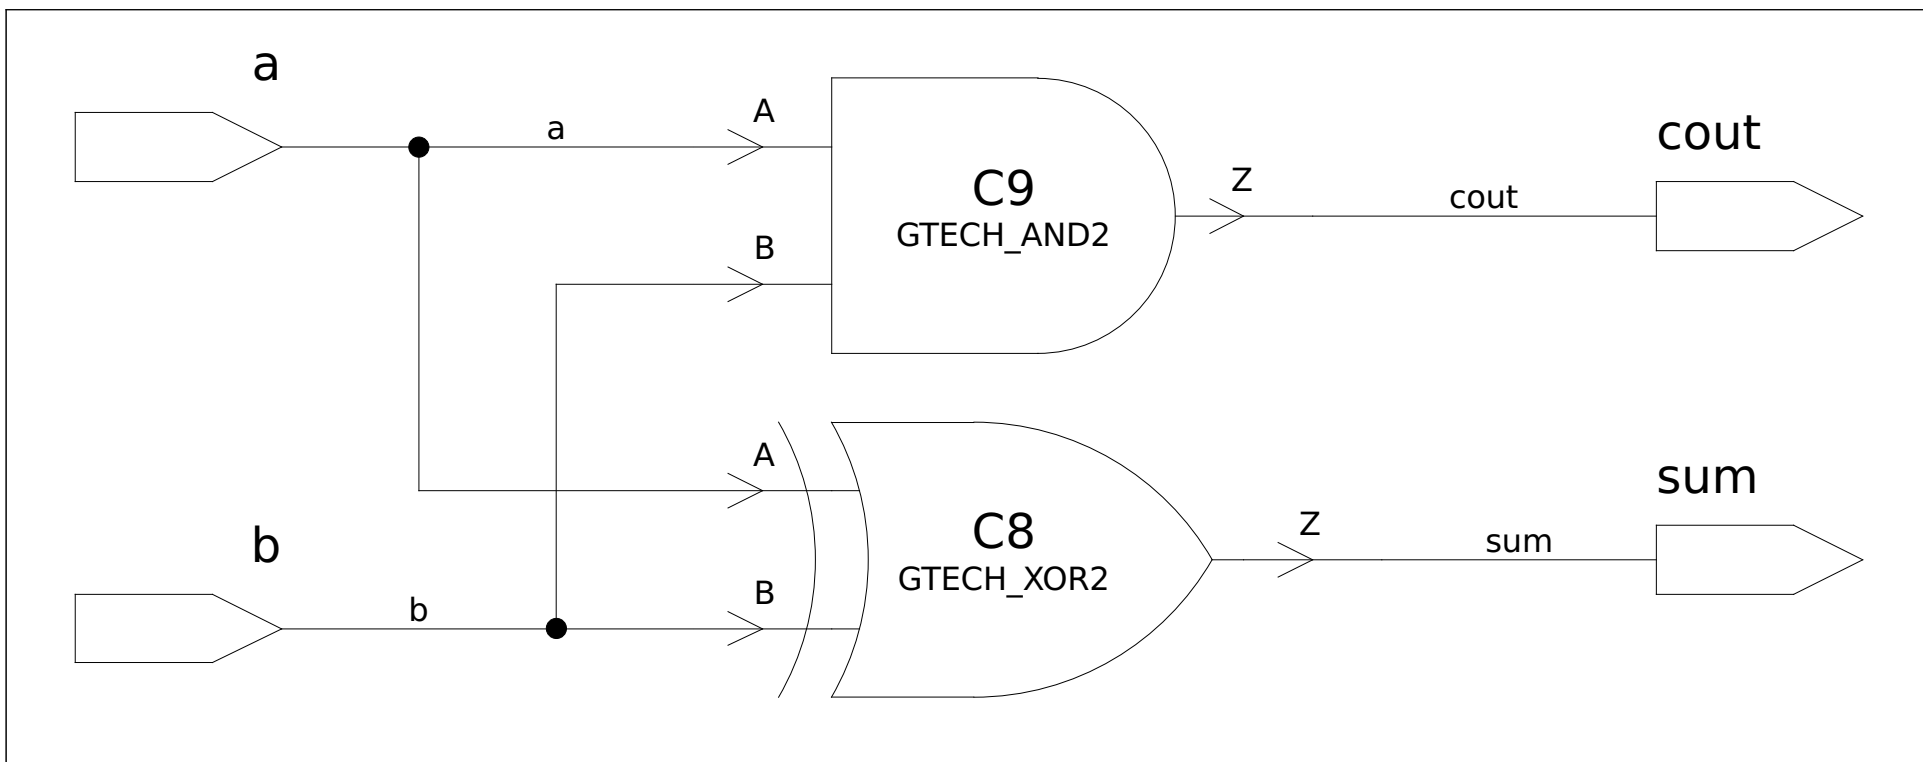 a
a
A
B
C9
GTECH_AND2
Z
cout
cout
b
b
A
B
C8
GTECH_XOR2
Z
sum
sum